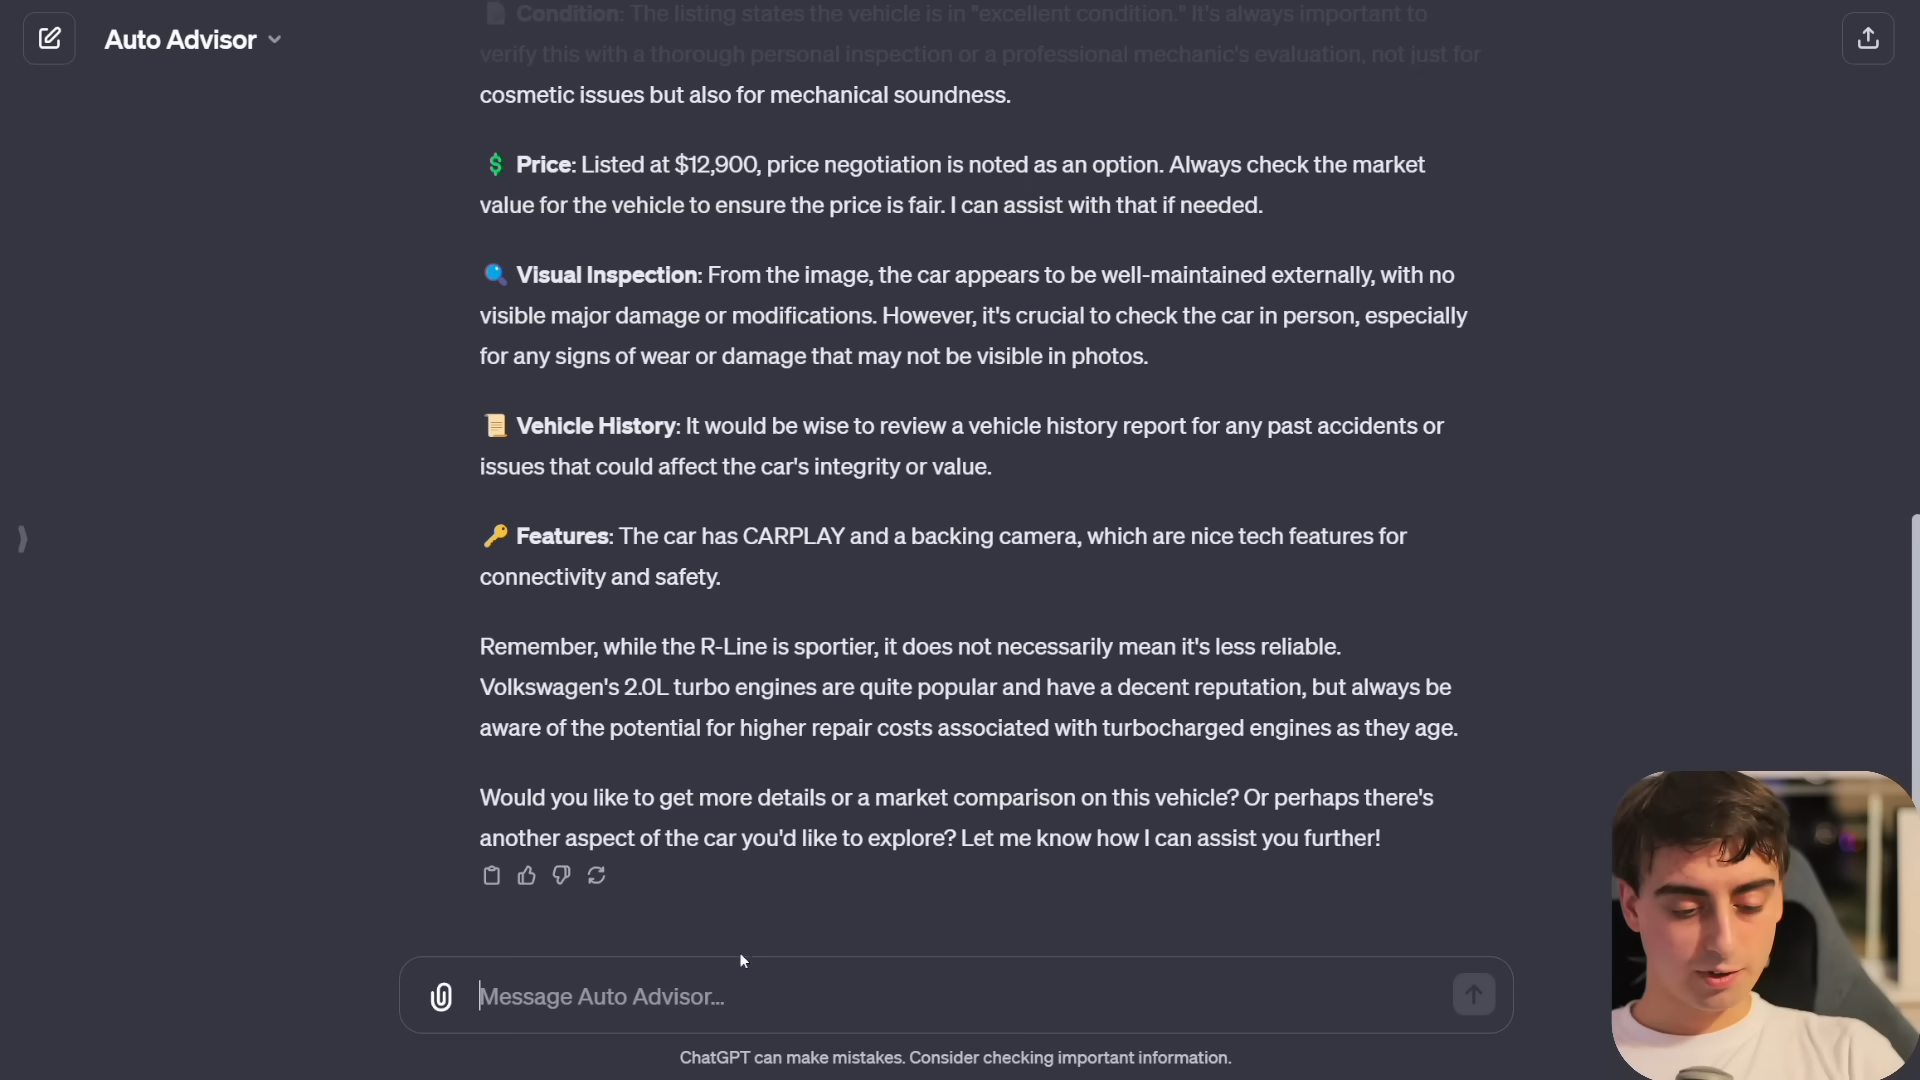 Auto Advisor
Condition: The listing states the vehicle is in "excellent condition." It's always important to
verify this with a thorough personal inspection or a professional mechanic's evaluation, not just for
cosmetic issues but also for mechanical soundness.
Price: Listed at $12,900, price negotiation is noted as an option. Always check the market
value for the vehicle to ensure the price is fair. I can assist with that if needed.
Visual Inspection: From the image, the car appears to be well-maintained externally, with no
visible major damage or modifications. However, it's crucial to check the car in person, especially
for any signs of wear or damage that may not be visible in photos.
Vehicle History: It would be wise to review a vehicle history report for any past accidents or
issues that could affect the car's integrity or value.
Features: The car has CARPLAY and a backing camera, which are nice tech features for
connectivity and safety.
Remember, while the R-Line is sportier, it does not necessarily mean it's less reliable.
Volkswagen's 2.0L turbo engines are quite popular and have a decent reputation, but always be
aware of the potential for higher repair costs associated with turbocharged engines as they age.
Would you like to get more details or a market comparison on this vehicle? Or perhaps there's
another aspect of the car you'd like to explore? Let me know how I can assist you further!
Message Auto Advisor...
ChatGPT can make mistakes. Consider checking important information.